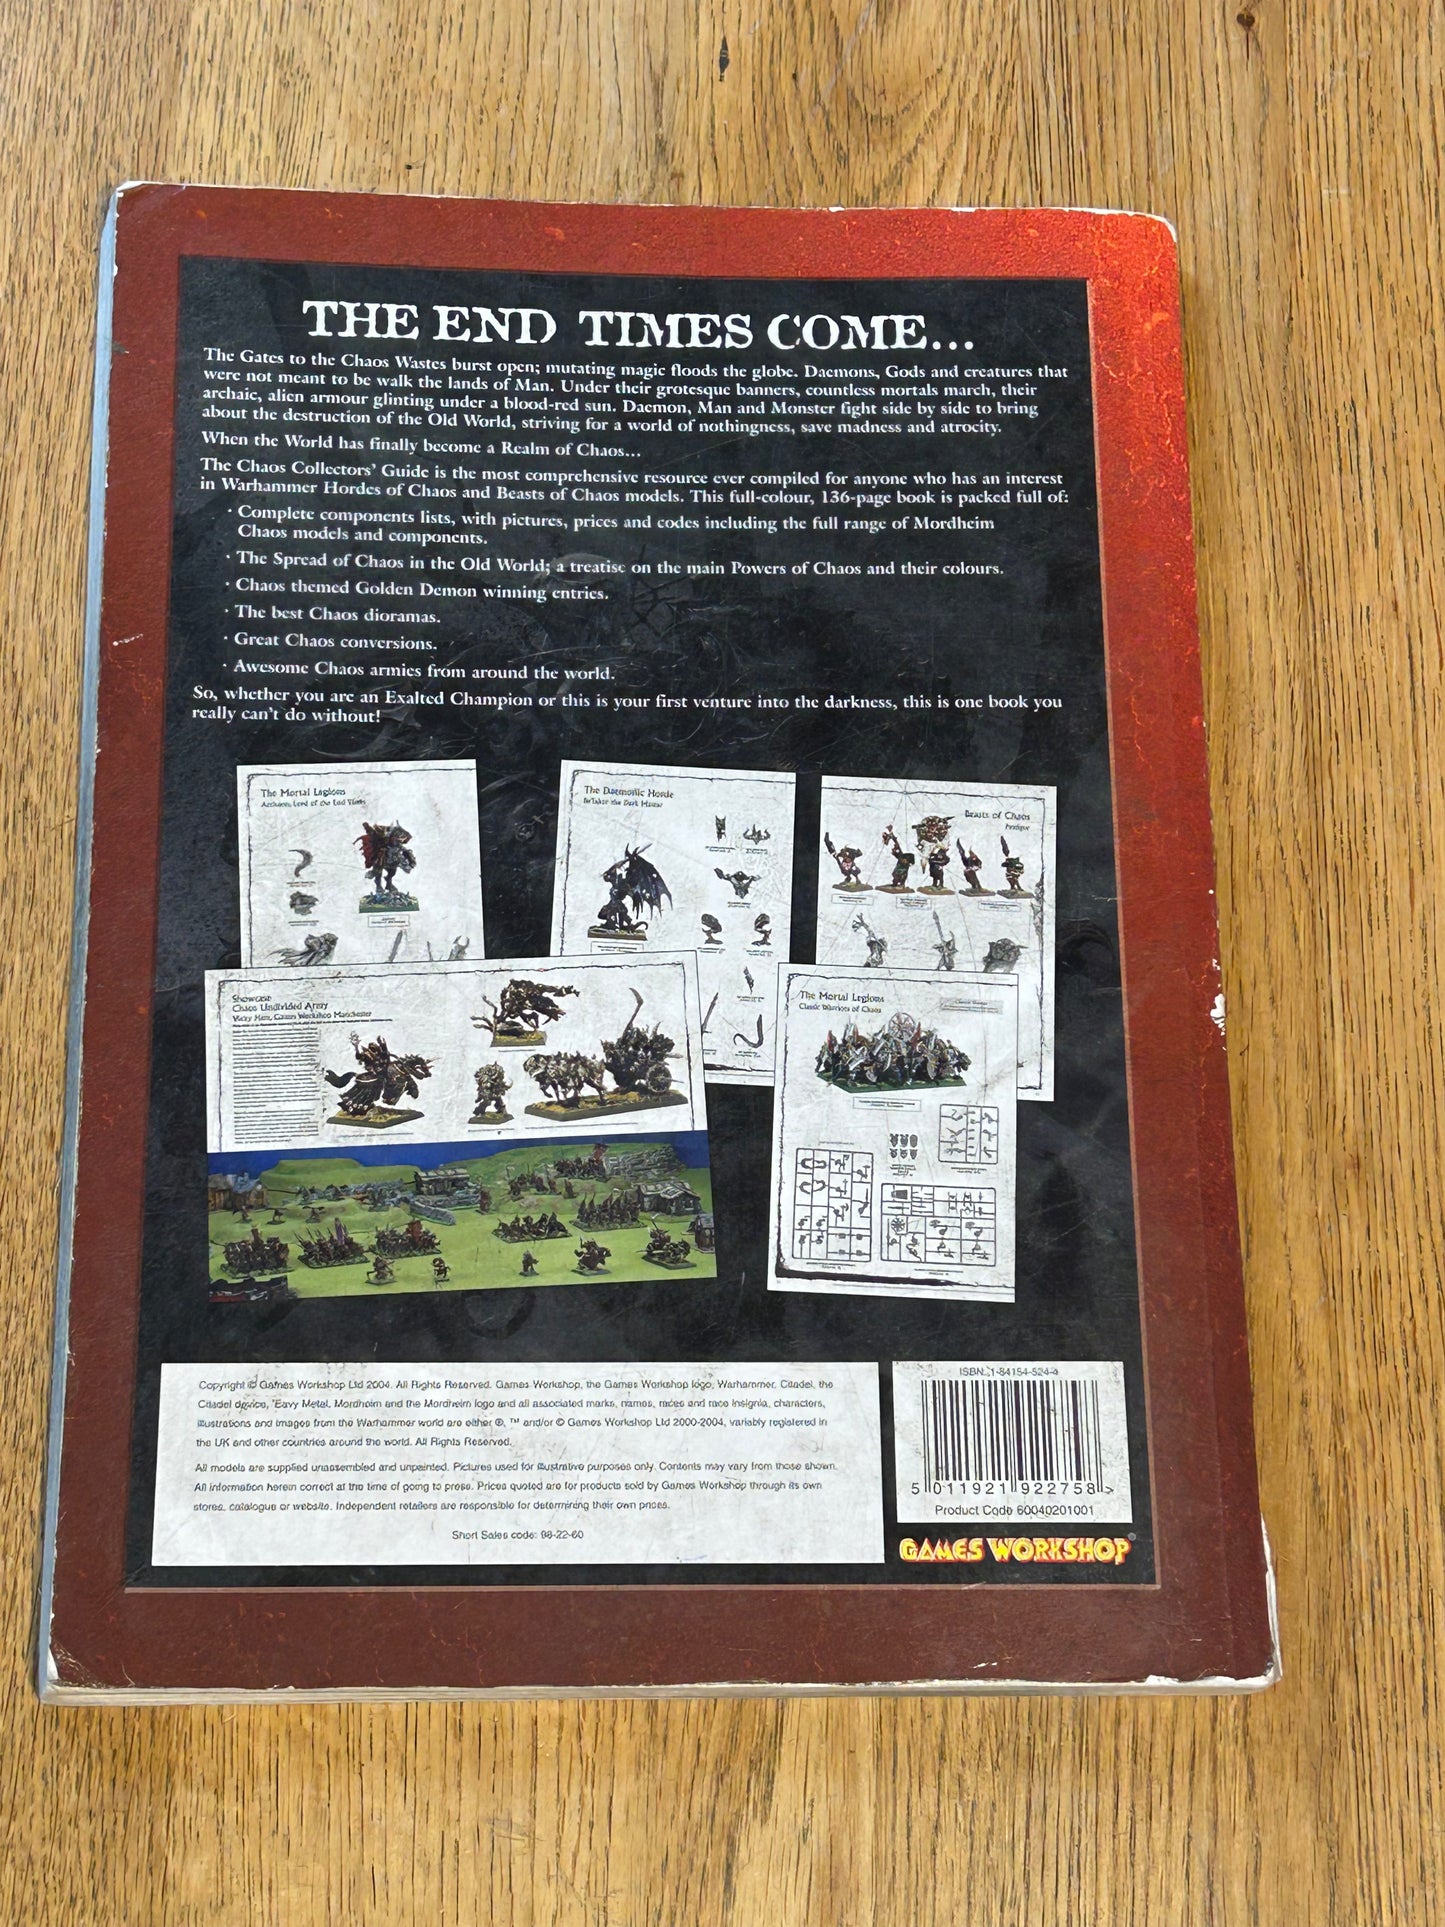 THE END TIMES COME...
The Gates to the Chaos Wastes burst open; mutating magic floods the globe. Daemons, Gods and creatures that
were not meant to be walk the lands of Man. Under their grotesque banners, countless mortals march, their
archaic, alien armour glinting under a blood-red sun. Daemon, Man and Monster fight side by side to bring
about the destruction of the Old World, striving for a world of nothingness, save madness and atrocity.
When the World has finally become a Realm of Chaos...
The Chaos Collectors' Guide is the most comprehensive resource ever compiled for anyone who has an interest
in Warhammer Hordes of Chaos and Beasts of Chaos models. This full-colour, 136-page book is packed full of:
· Complete components lists, with pictures, prices and codes including the full range of Mordheim
Chaos models and components.
· The Spread of Chaos in the Old World; a treatise on the main Powers of Chaos and their colours.
· Chaos themed Golden Demon winning entries.
· The best Chaos dioramas.
· Great Chaos conversions.
· Awesome Chaos armies from around the world.
So, whether you are an Exalted Champion or this is your first venture into the darkness, this is one book you
really can't do without!
The Mortal Legions
Archaon, Lord of the End Times
The Daemonic Horde
Be'lakor the Dark Master
Beasts of Chaos
Showcase
Chaos Undivided Army
Games Workshop Manchester
The Mortal Legions
Classic Warriors of Chaos
Copyright © Games Workshop Ltd 2004. All Rights Reserved. Games Workshop, the Games Workshop logo, Warhammer, Citadel, the
Citadel device, 'Eavy Metal, Mordheim and the Mordheim logo and all associated marks, names, races and race insignia, characters,
illustrations and images from the Warhammer world are either ®, ™ and/or © Games Workshop Ltd 2000-2004, variably registered in
the UK and other countries around the world. All Rights Reserved.
All models are supplied unassembled and unpainted. Pictures used for illustrative purposes only. Contents may vary from those shown.
All information herein correct at the time of going to press. Prices quoted are for products sold by Games Workshop through its own
stores, catalogue or website. Independent retailers are responsible for determining their own prices.
Short Sales code: 98-22-60
ISBN: 1-84154-524-4
5 011921 922758 >
Product Code 60040201001
GAMES WORKSHOP®